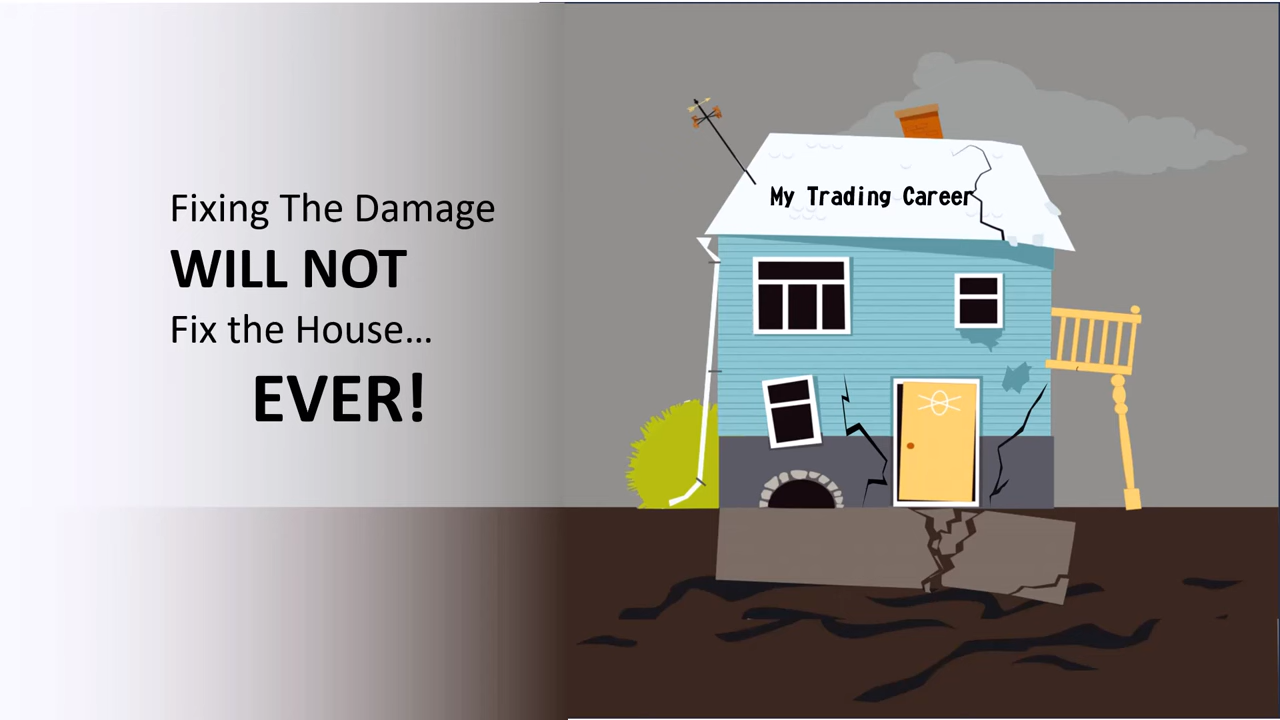 Fixing The Damage
WILL NOT
Fix the House…
EVER!
My Trading Career